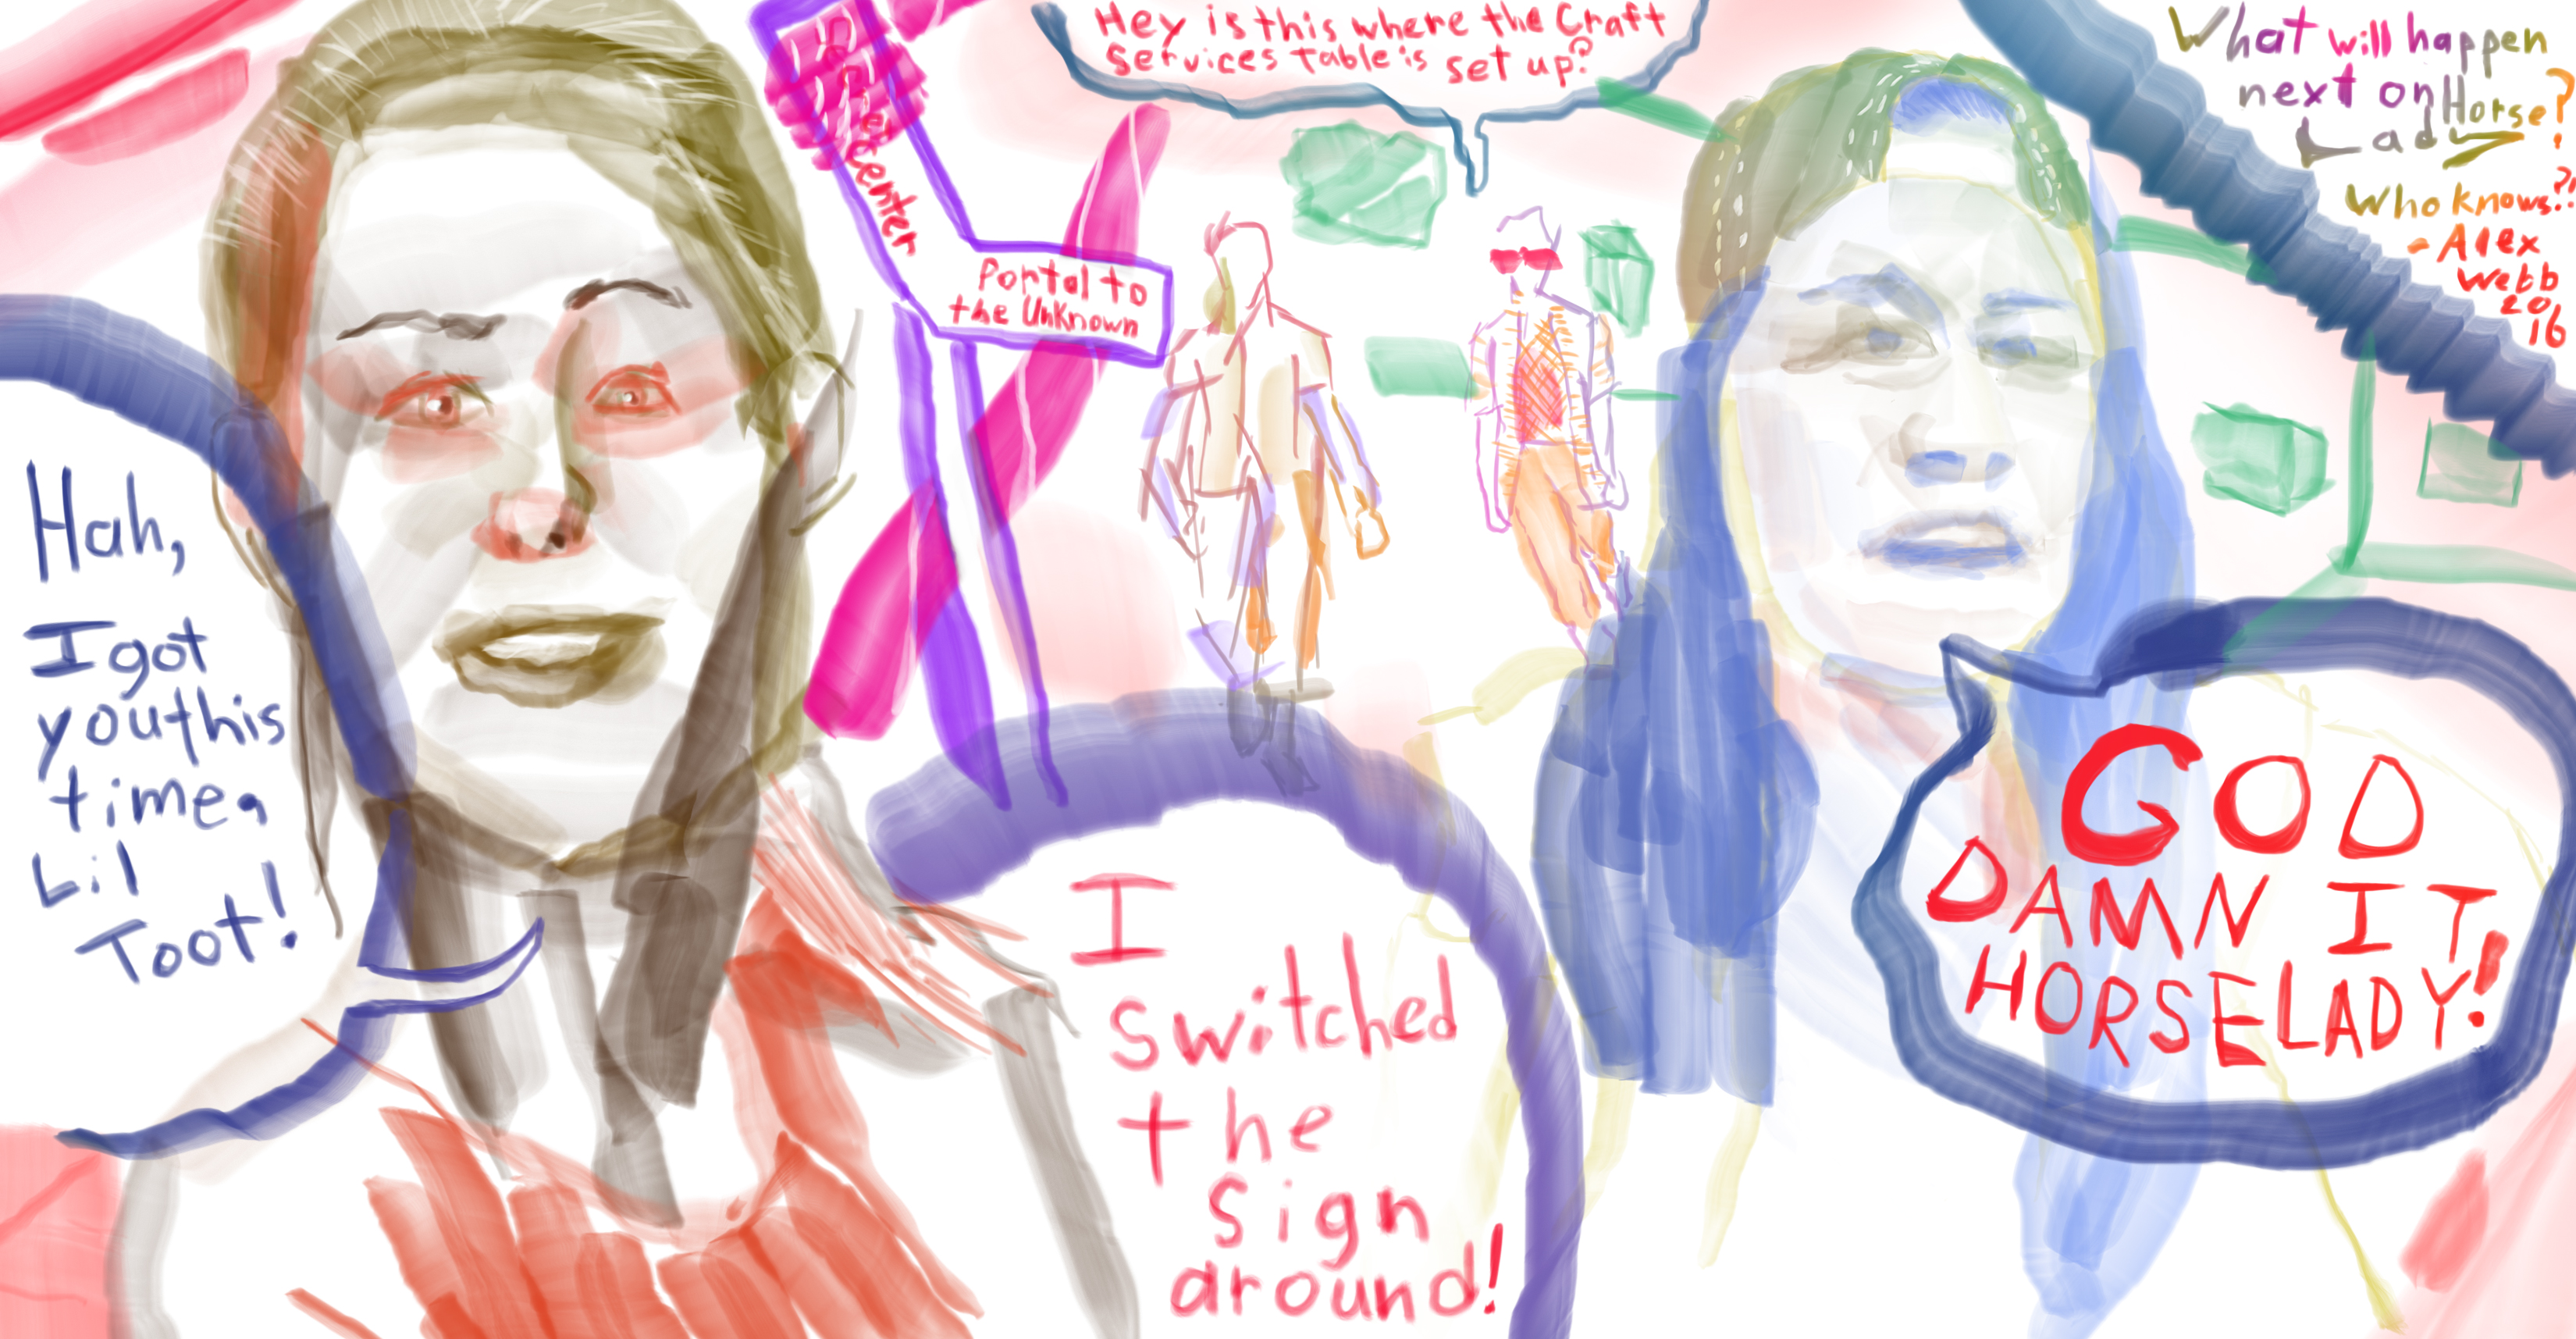 Hey is this where the Craft
Services Table is set up?
What will happen
next on Horse
Lady?
Who knows?!
- Alex
Webb
20
16
center
Portal to
the UnKnown
Hah,
I got
you this
time,
Lil
Toot!
I
switched
the
sign
around!
GOD
DAMN IT
HORSELADY!